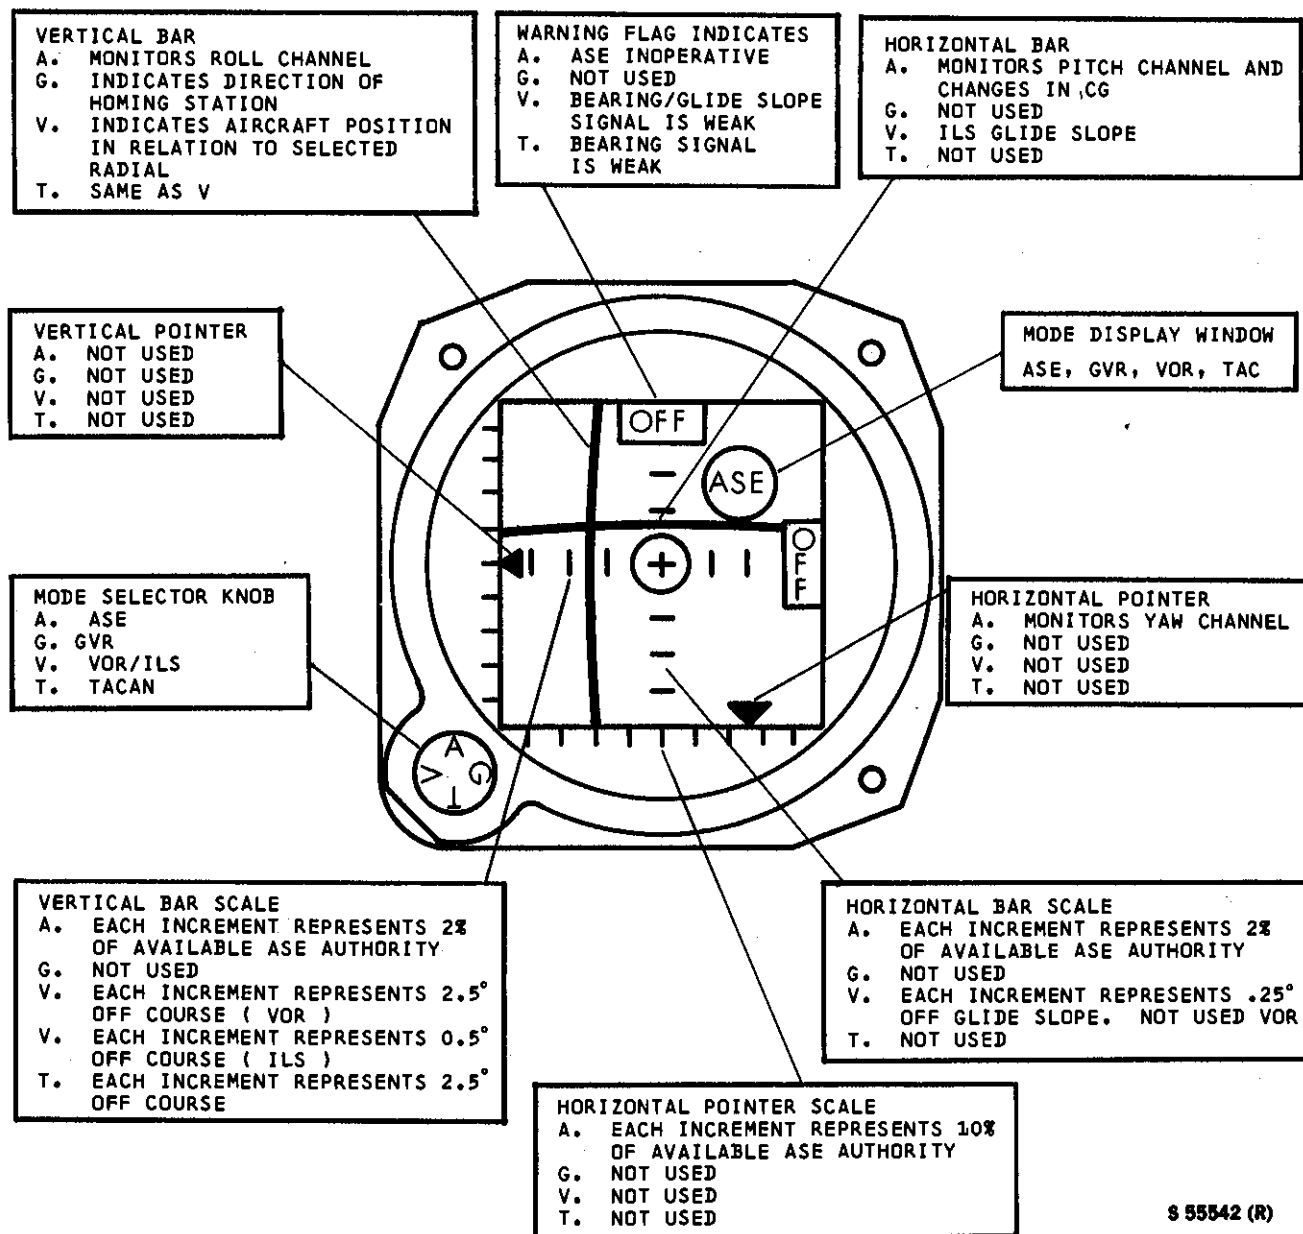 VERTICAL BAR
A. MONITORS ROLL CHANNEL
G. INDICATES DIRECTION OF
HOMING STATION
V. INDICATES AIRCRAFT POSITION
IN RELATION TO SELECTED
RADIAL
T. SAME AS V
WARNING FLAG INDICATES
A. ASE INOPERATIVE
G. NOT USED
V. BEARING/GLIDE SLOPE
SIGNAL IS WEAK
T. BEARING SIGNAL
IS WEAK
HORIZONTAL BAR
A. MONITORS PITCH CHANNEL AND
CHANGES IN CG
G. NOT USED
V. ILS GLIDE SLOPE
T. NOT USED
VERTICAL POINTER
A. NOT USED
G. NOT USED
V. NOT USED
T. NOT USED
MODE DISPLAY WINDOW
ASE, GVR, VOR, TAC
OFF
ASE
OFF
MODE SELECTOR KNOB
A. ASE
G. GVR
V. VOR/ILS
T. TACAN
HORIZONTAL POINTER
A. MONITORS YAW CHANNEL
G. NOT USED
V. NOT USED
T. NOT USED
A
V G
T
VERTICAL BAR SCALE
A. EACH INCREMENT REPRESENTS 2%
OF AVAILABLE ASE AUTHORITY
G. NOT USED
V. EACH INCREMENT REPRESENTS 2.5°
OFF COURSE ( VOR )
V. EACH INCREMENT REPRESENTS 0.5°
OFF COURSE ( ILS )
T. EACH INCREMENT REPRESENTS 2.5°
OFF COURSE
HORIZONTAL BAR SCALE
A. EACH INCREMENT REPRESENTS 2%
OF AVAILABLE ASE AUTHORITY
G. NOT USED
V. EACH INCREMENT REPRESENTS .25°
OFF GLIDE SLOPE. NOT USED VOR
T. NOT USED
HORIZONTAL POINTER SCALE
A. EACH INCREMENT REPRESENTS 10%
OF AVAILABLE ASE AUTHORITY
G. NOT USED
V. NOT USED
T. NOT USED
S 55542 (R)